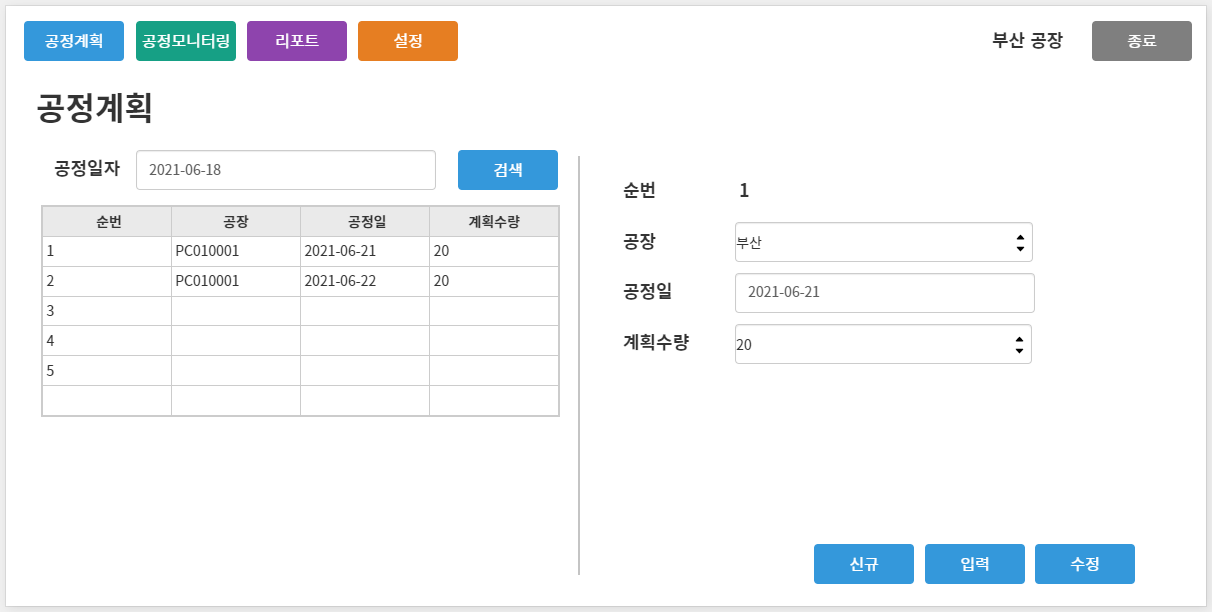 공정계획 공정모니터링 리포트 설정 부산 공장 종료
공정계획
공정일자 2021-06-18 검색
순번 공장 공정일 계획수량
1 PC010001 2021-06-21 20
2 PC010001 2021-06-22 20
3
4
5
순번 1
공장 부산
공정일 2021-06-21
계획수량 20
신규 입력 수정